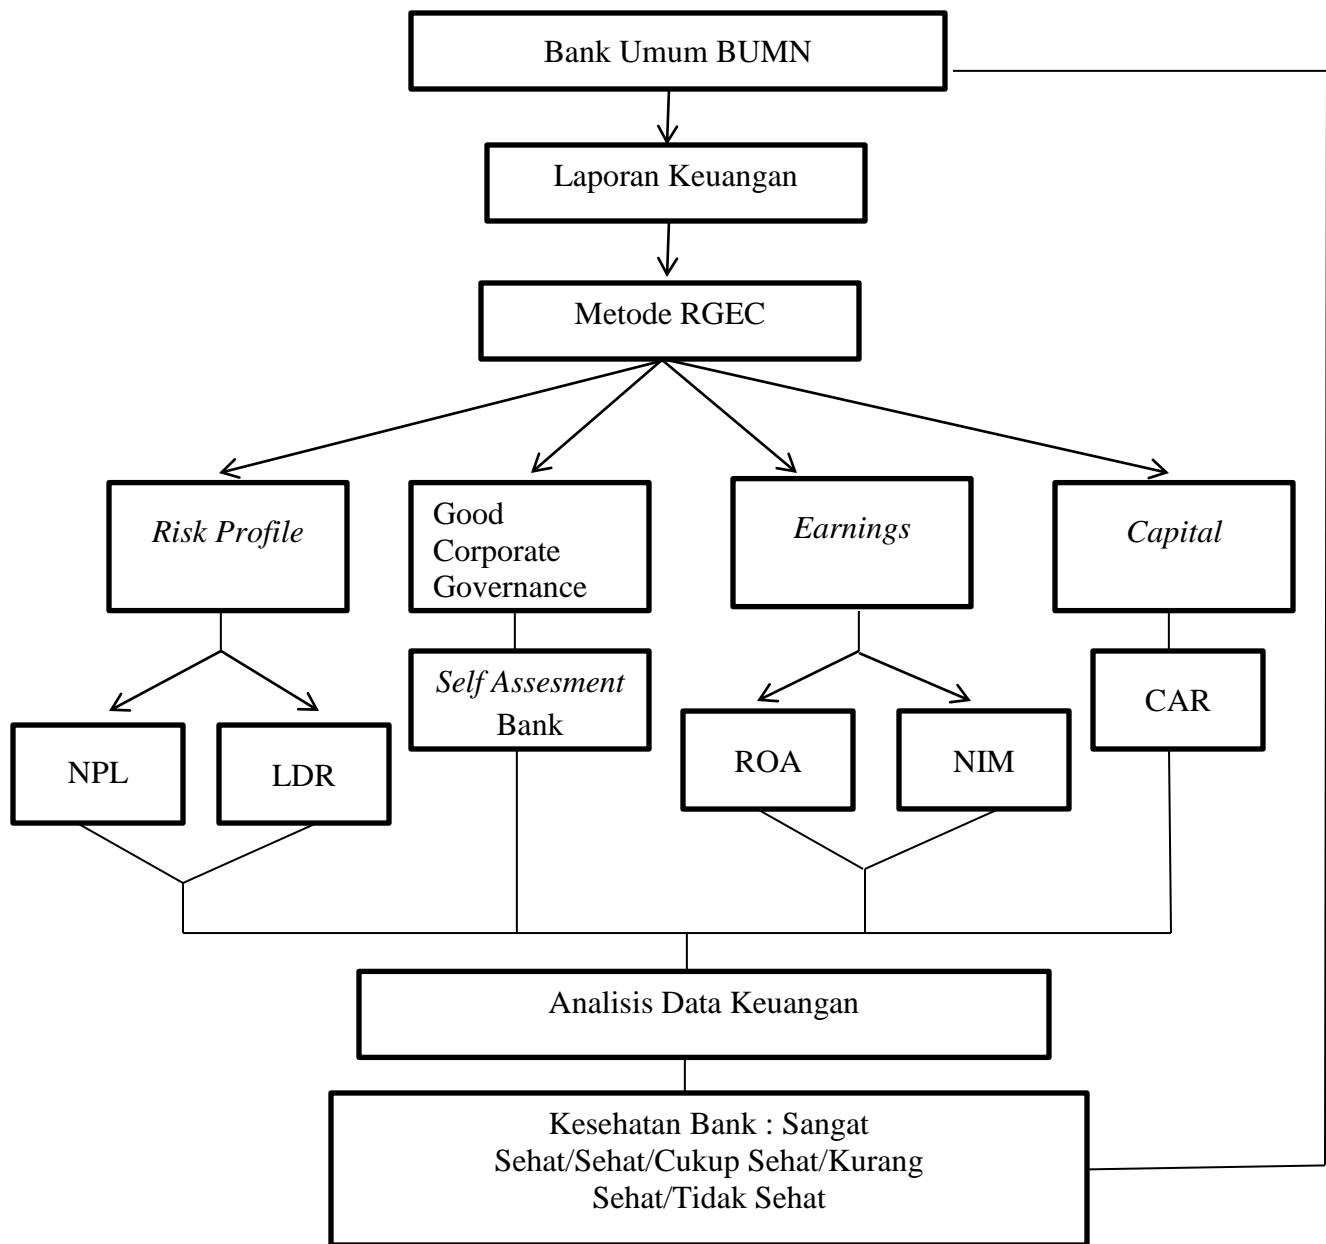 Bank Umum BUMN
Laporan Keuangan
Metode RGEC
Risk Profile
Good
Corporate
Governance
Earnings
Capital
Self Assesment
Bank
CAR
NPL
LDR
ROA
NIM
Analisis Data Keuangan
Kesehatan Bank : Sangat
Sehat/Sehat/Cukup Sehat/Kurang
Sehat/Tidak Sehat